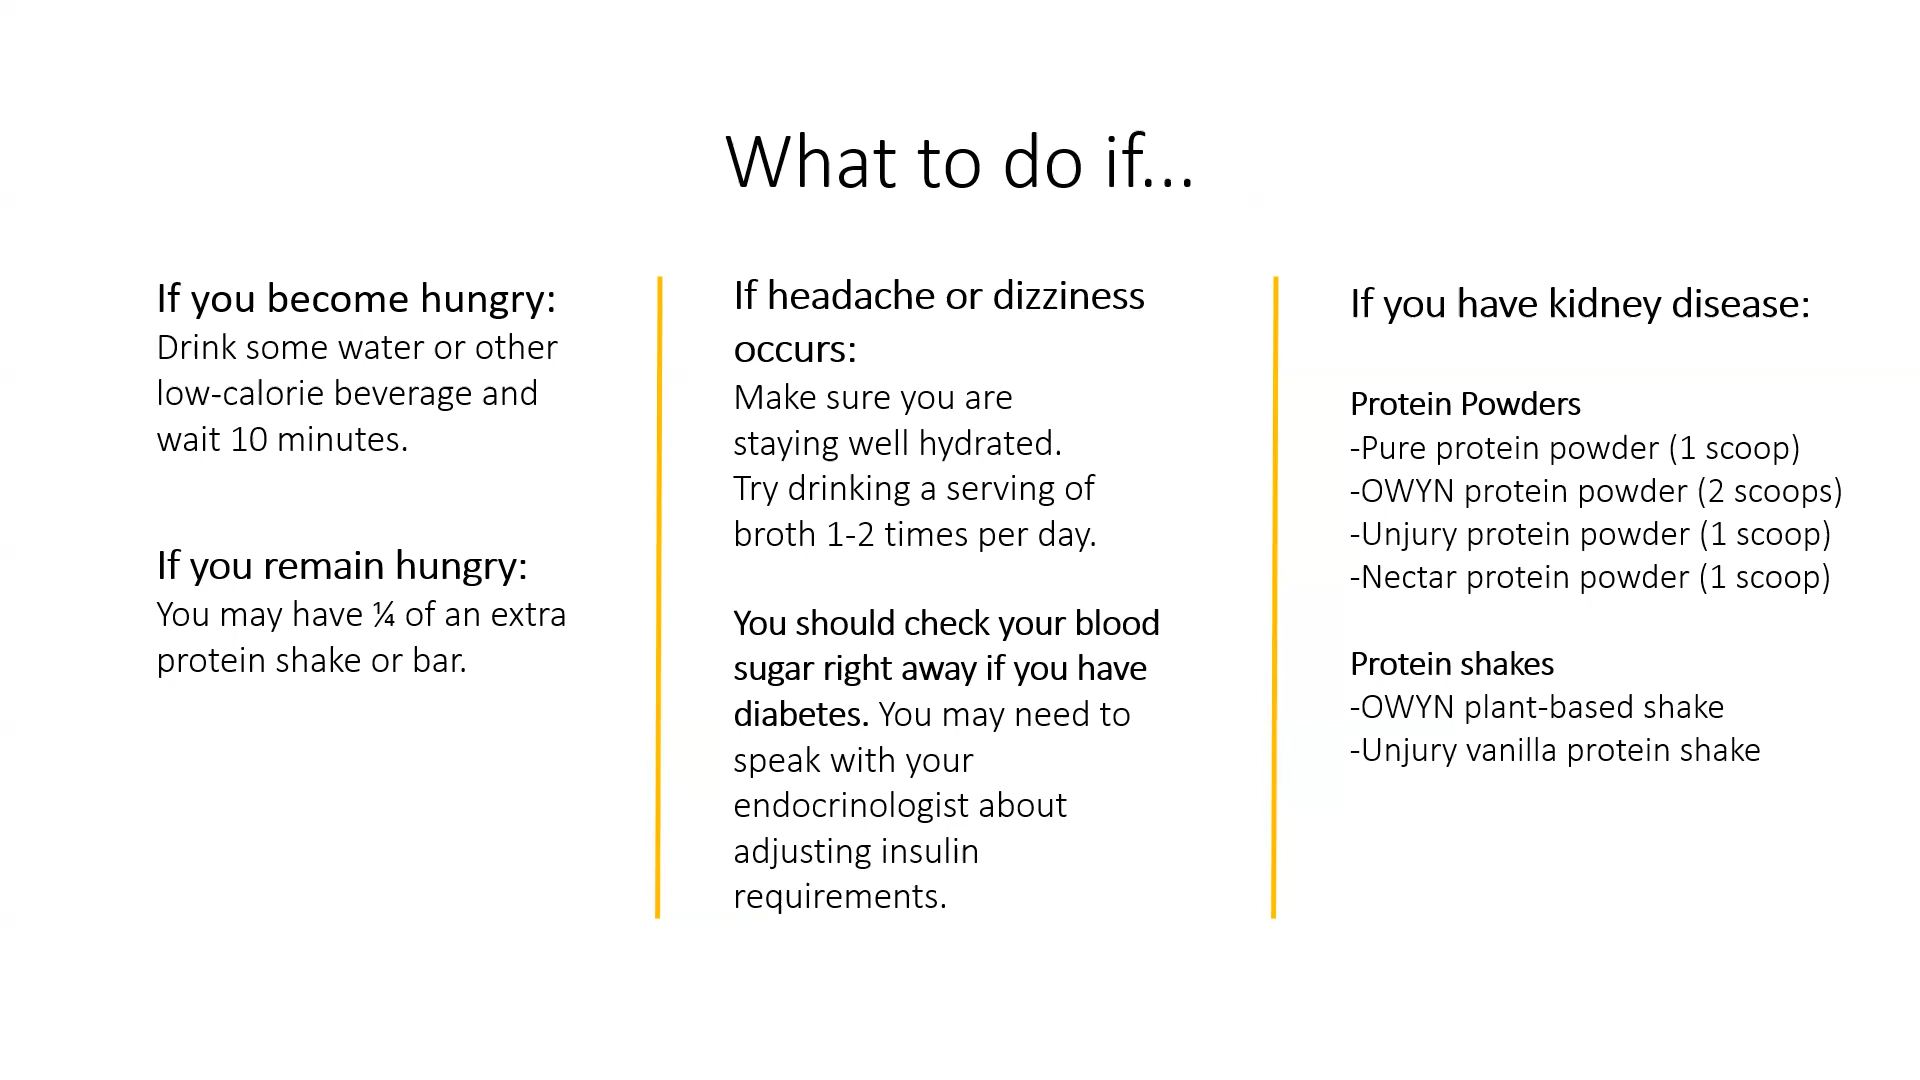 What to do if...
If you become hungry:
Drink some water or other
low-calorie beverage and
wait 10 minutes.
If you remain hungry:
You may have ¼ of an extra
protein shake or bar.
If headache or dizziness
occurs:
Make sure you are
staying well hydrated.
Try drinking a serving of
broth 1-2 times per day.
You should check your blood
sugar right away if you have
diabetes. You may need to
speak with your
endocrinologist about
adjusting insulin
requirements.
If you have kidney disease:
Protein Powders
-Pure protein powder (1 scoop)
-OWYN protein powder (2 scoops)
-Unjury protein powder (1 scoop)
-Nectar protein powder (1 scoop)
Protein shakes
-OWYN plant-based shake
-Unjury vanilla protein shake